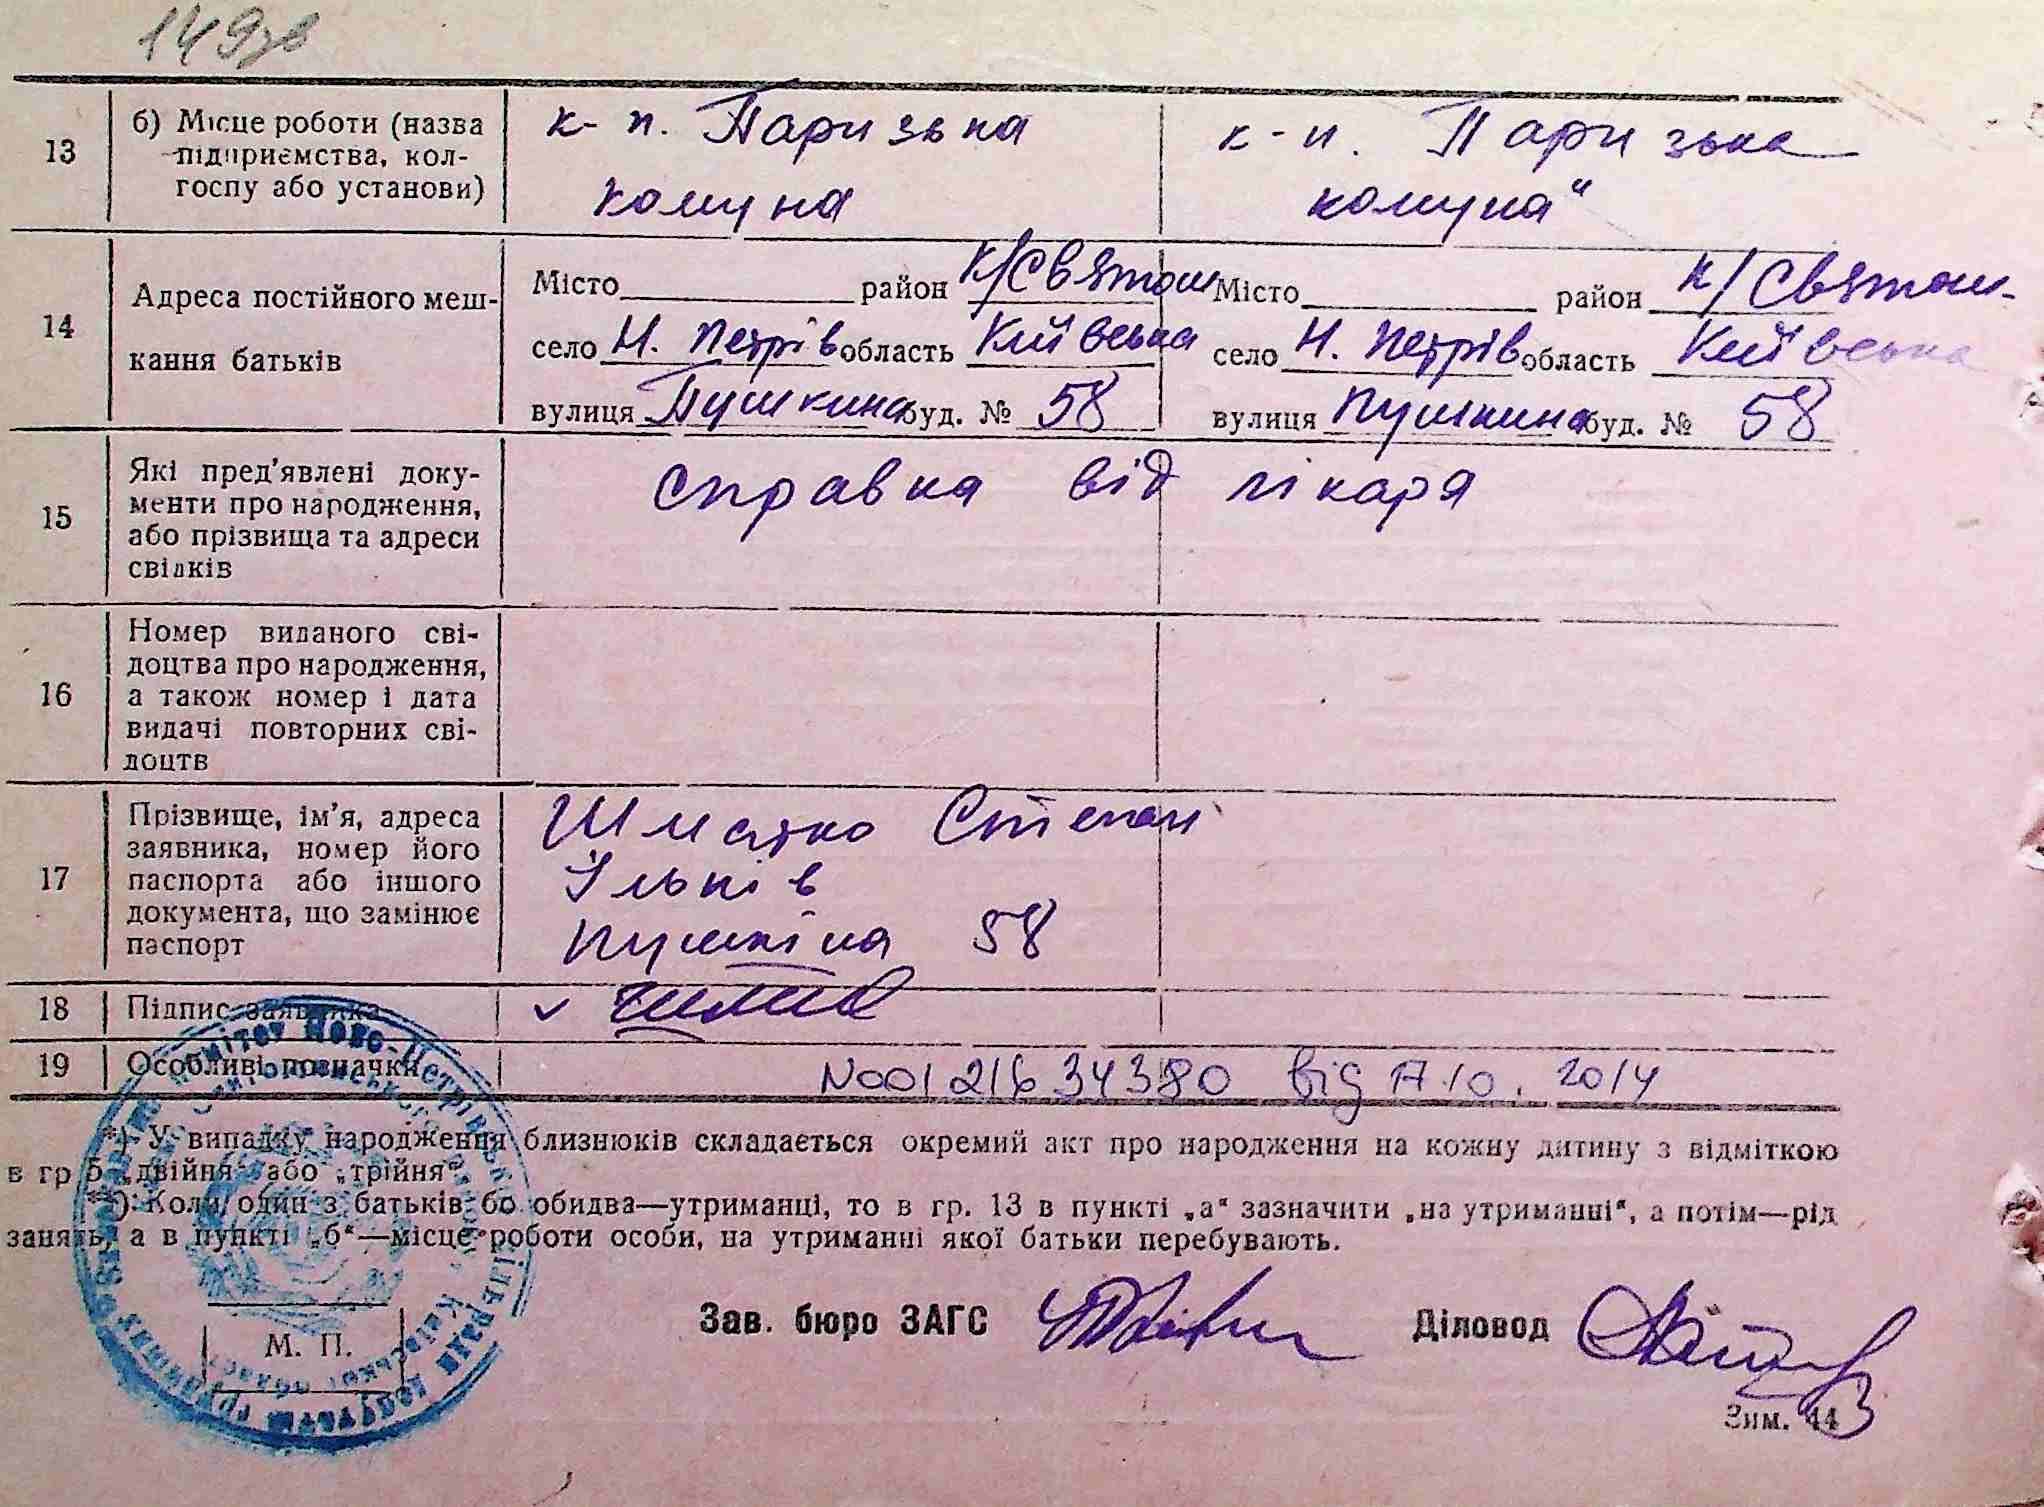 149зв
13 б) Місце роботи (назва підприємства, колгоспу або установи)
к-п. Паризька комуна
к-п. Паризька комуна"
14 Адреса постійного мешкання батьків
Місто район К/Святош
село Н. Петрів область Київська
вулиця Пушкина буд. № 58
Місто район К/Святош-
село Н. Петрів область Київська
вулиця Пушкина буд. № 58
15 Які пред'явлені документи про народження, або прізвища та адреси свідків
справка від лікаря
16 Номер виданого свідоцтва про народження, а також номер і дата видачі повторних свідоцтв
17 Прізвище, ім'я, адреса заявника, номер його паспорта або іншого документа, що замінює паспорт
Шматко Степан
Ільків
Пушкіна 58
18 Підпис заявника
19 Особливі позначки
N00121634380 від 17.10.2014
*) У випадку народження близнюків складається окремий акт про народження на кожну дитину з відміткою
в гр 5 „двійня" або „трійня".
**) Коли один з батьків бо обидва—утриманці, то в гр. 13 в пункті „а" зазначити „на утриманні", а потім—рід
занять, а в пункті „б"—місце роботи особи, на утриманні якої батьки перебувають.
Зав. бюро ЗАГС
Діловод
М. П.
Зим. 44